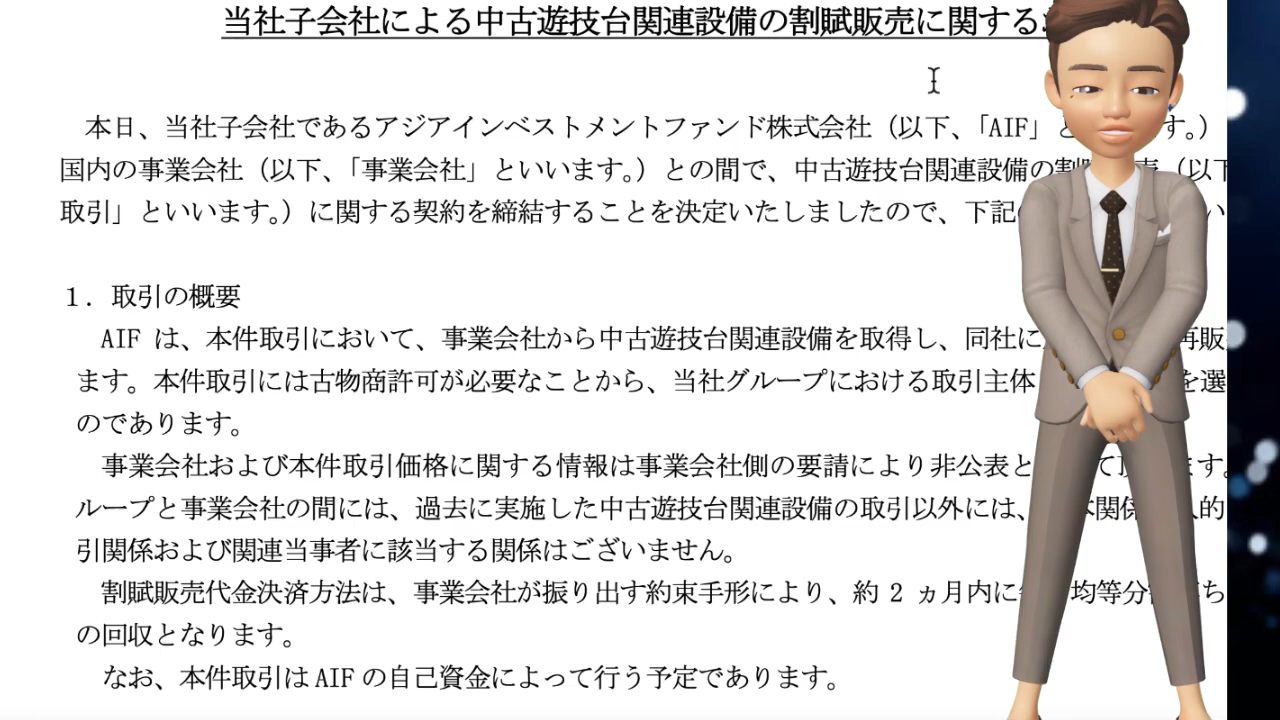 当社子会社による中古遊技台関連設備の割賦販売に関する
本日、当社子会社であるアジアインベストメントファンド株式会社（以下、「AIF」と す。）
国内の事業会社（以下、「事業会社」といいます。）との間で、中古遊技台関連設備の割 （以下
取引」といいます。）に関する契約を締結することを決定いたしましたので、下記 い
１．取引の概要
AIF は、本件取引において、事業会社から中古遊技台関連設備を取得し、同社に 再販
ます。本件取引には古物商許可が必要なことから、当社グループにおける取引主体 を選
のであります。
事業会社および本件取引価格に関する情報は事業会社側の要請により非公表と て ます。
ループと事業会社の間には、過去に実施した中古遊技台関連設備の取引以外には、 関係 人的
引関係および関連当事者に該当する関係はございません。
割賦販売代金決済方法は、事業会社が振り出す約束手形により、約 2 ヵ月内に 均等分 ち
の回収となります。
なお、本件取引は AIF の自己資金によって行う予定であります。